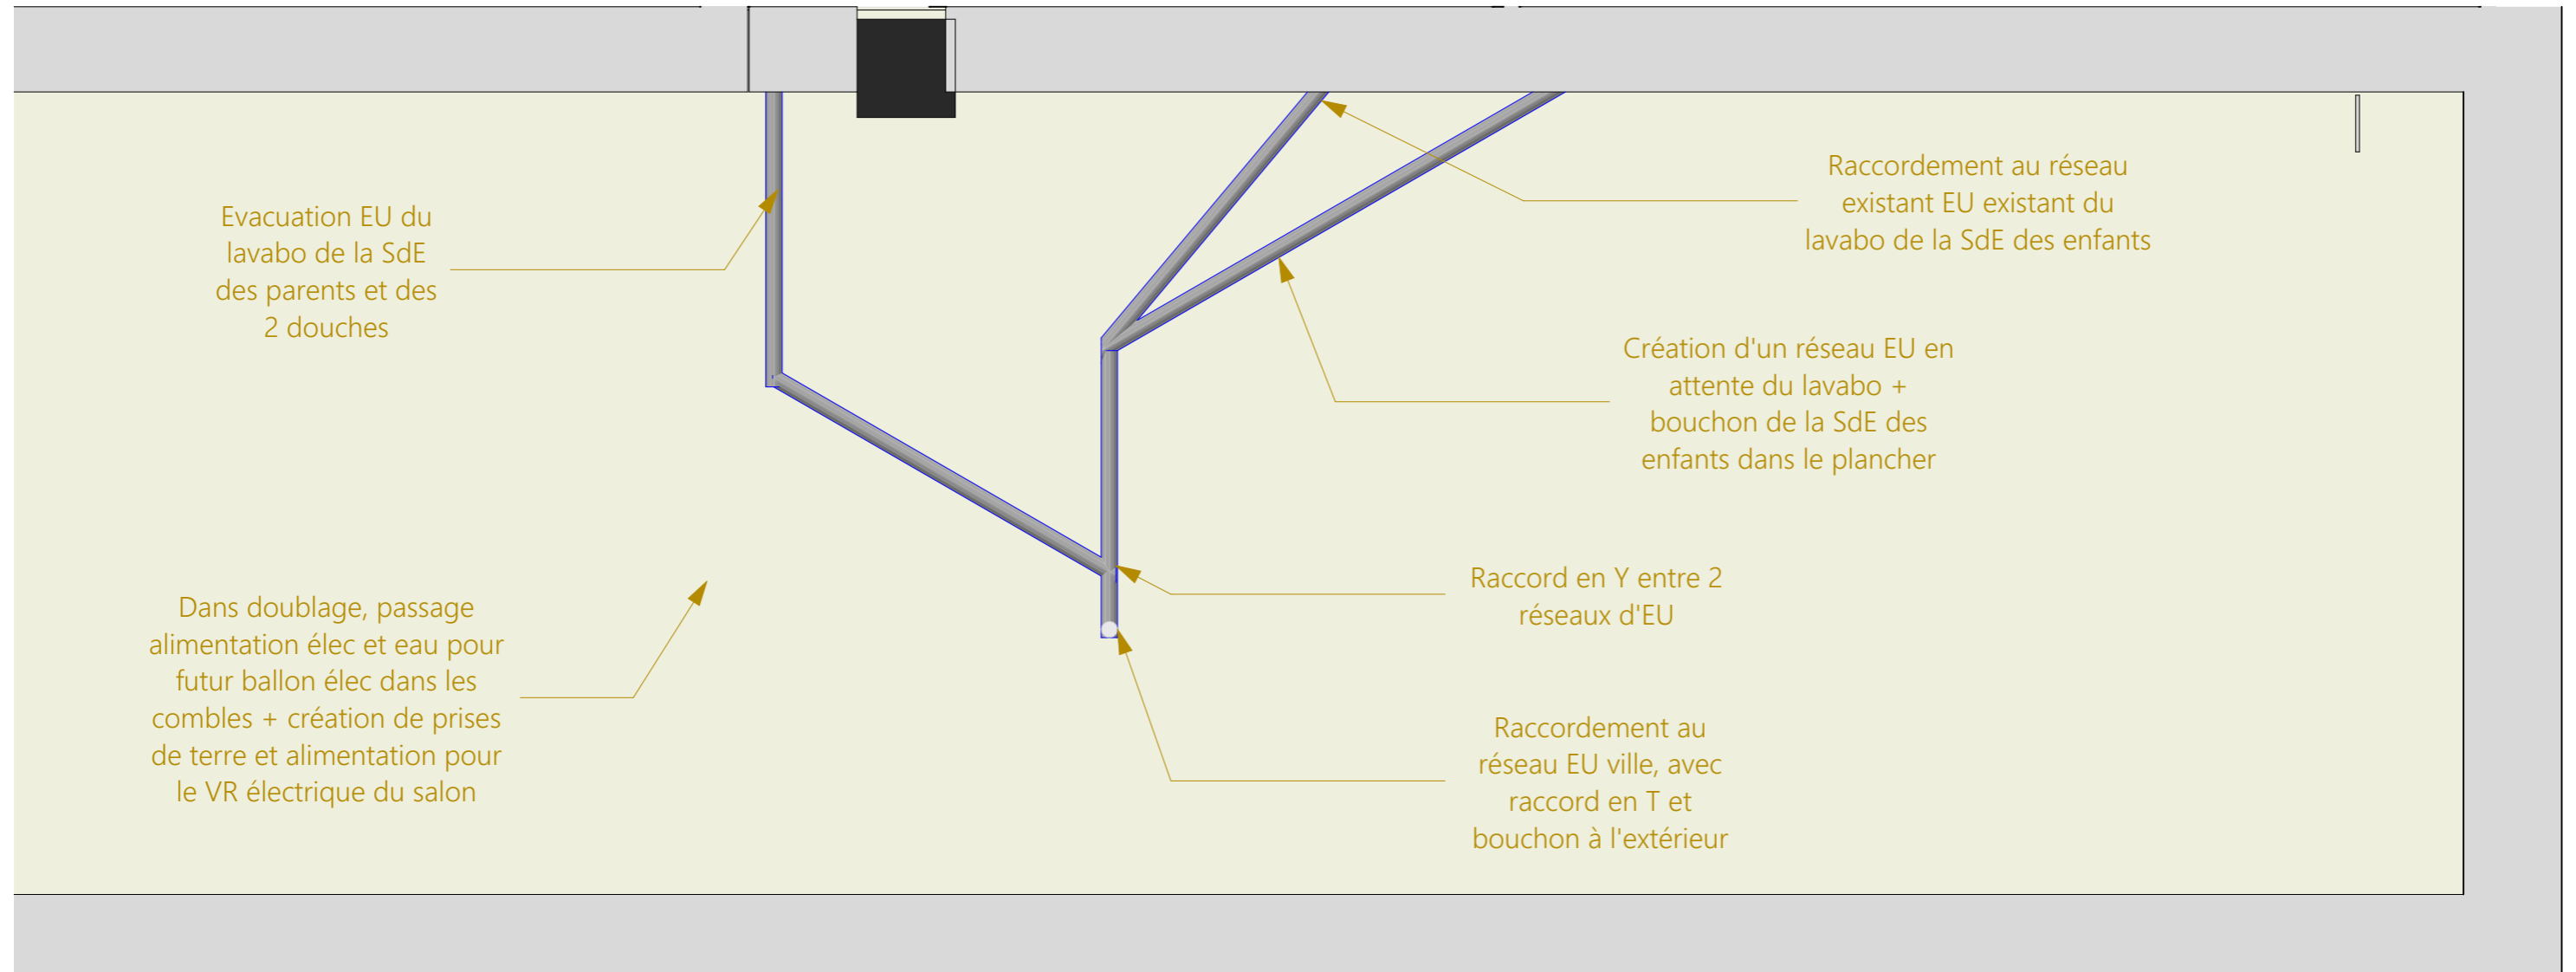 Evacuation EU du
lavabo de la SdE
des parents et des
2 douches
Dans doublage, passage
alimentation élec et eau pour
futur ballon élec dans les
combles + création de prises
de terre et alimentation pour
le VR électrique du salon
Raccordement au réseau
existant EU existant du
lavabo de la SdE des enfants
Création d'un réseau EU en
attente du lavabo +
bouchon de la SdE des
enfants dans le plancher
Raccord en Y entre 2
réseaux d'EU
Raccordement au
réseau EU ville, avec
raccord en T et
bouchon à l'extérieur